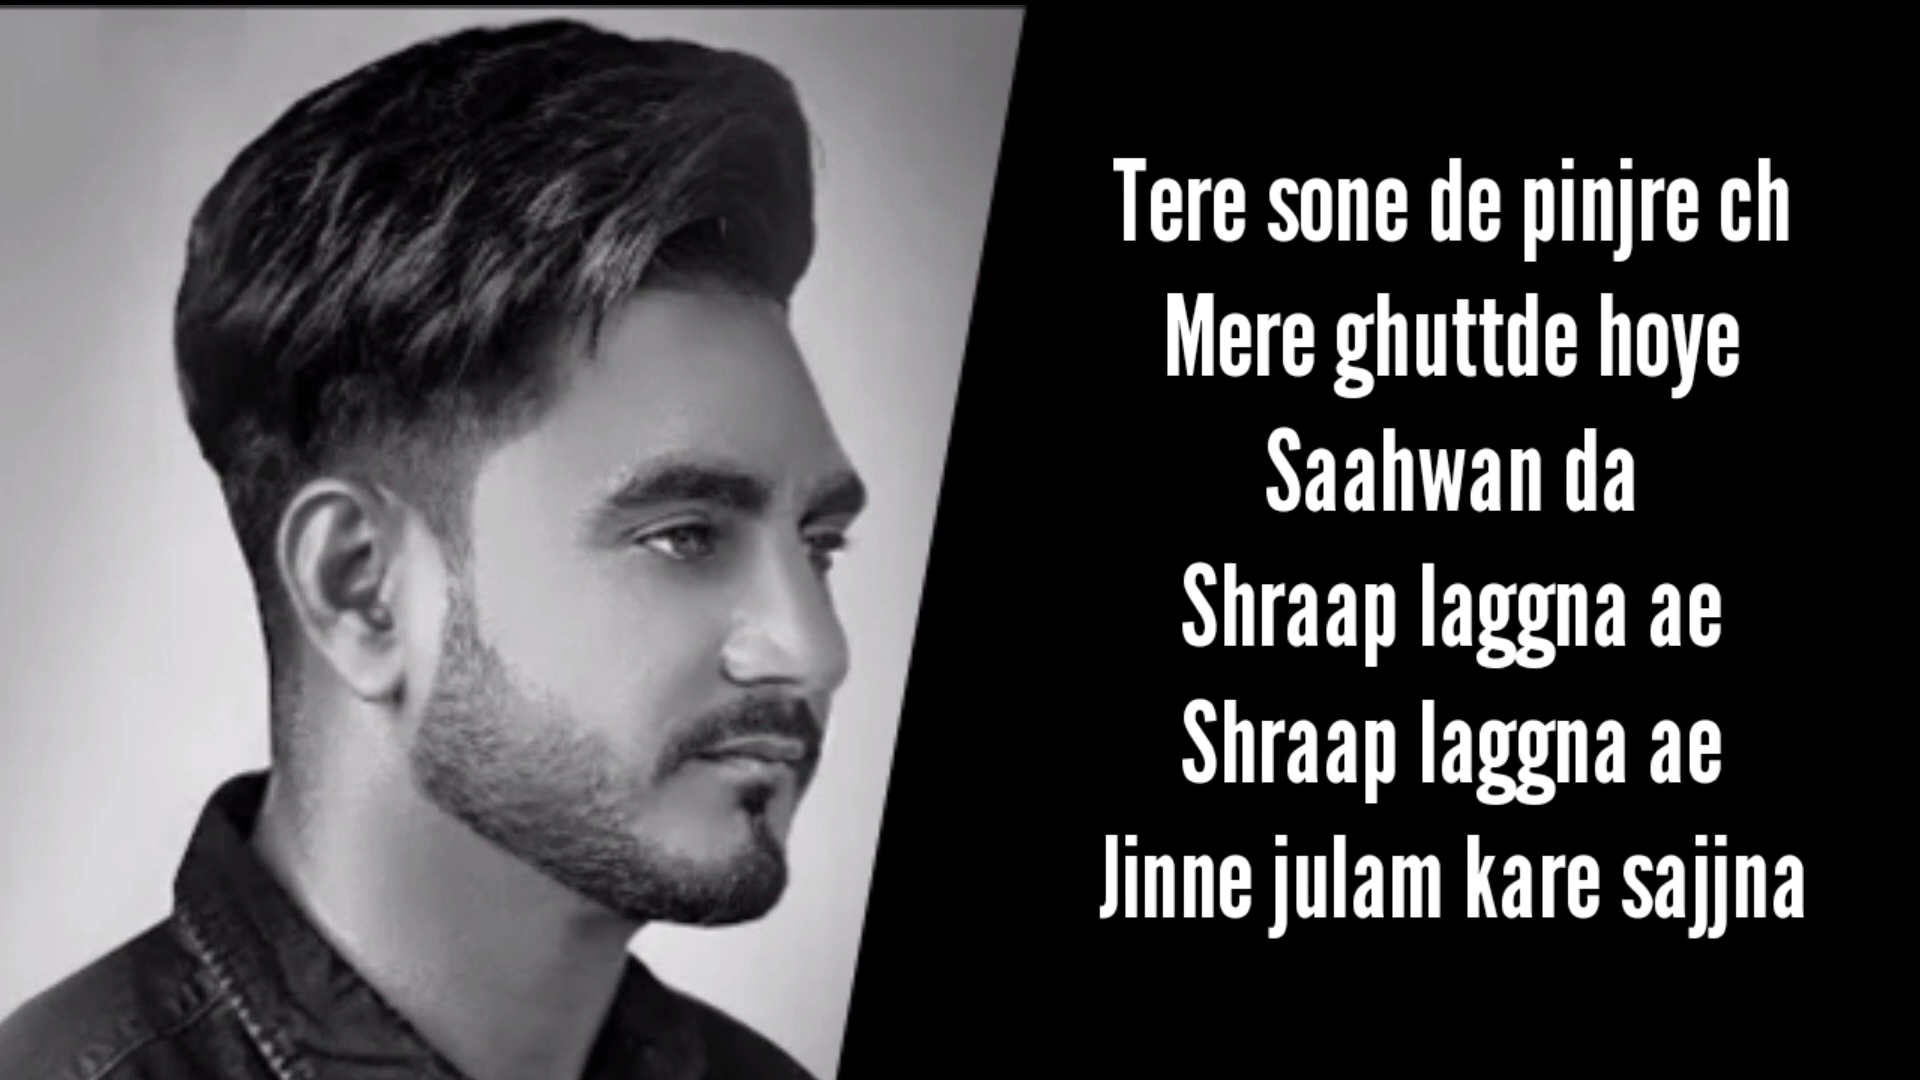 Tere sone de pinjre ch
Mere ghuttde hoye
Saahwan da
Shraap laggna ae
Shraap laggna ae
Jinne julam kare sajjna